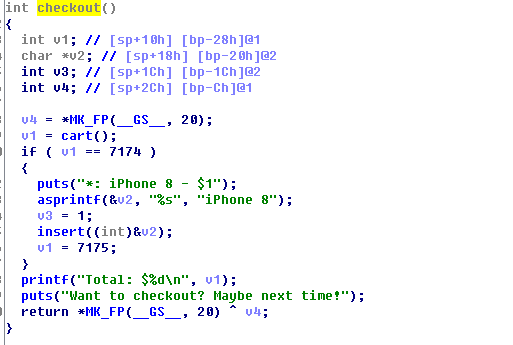 int checkout()
{
int v1; // [sp+10h] [bp-28h]@1
char *v2; // [sp+18h] [bp-20h]@2
int v3; // [sp+1Ch] [bp-1Ch]@2
int v4; // [sp+2Ch] [bp-Ch]@1
v4 = *MK_FP(__GS__, 20);
v1 = cart();
if ( v1 == 7174 )
{
puts("*: iPhone 8 - $1");
asprintf(&v2, "%s", "iPhone 8");
v3 = 1;
insert((int)&v2);
v1 = 7175;
}
printf("Total: $%d\n", v1);
puts("Want to checkout? Maybe next time!");
return *MK_FP(__GS__, 20) ^ v4;
}